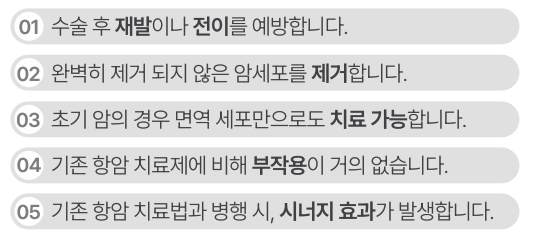 01 수술 후 재발이나 전이를 예방합니다.
02 완벽히 제거 되지 않은 암세포를 제거합니다.
03 초기 암의 경우 면역 세포만으로도 치료 가능합니다.
04 기존 항암 치료제에 비해 부작용이 거의 없습니다.
05 기존 항암 치료법과 병행 시, 시너지 효과가 발생합니다.